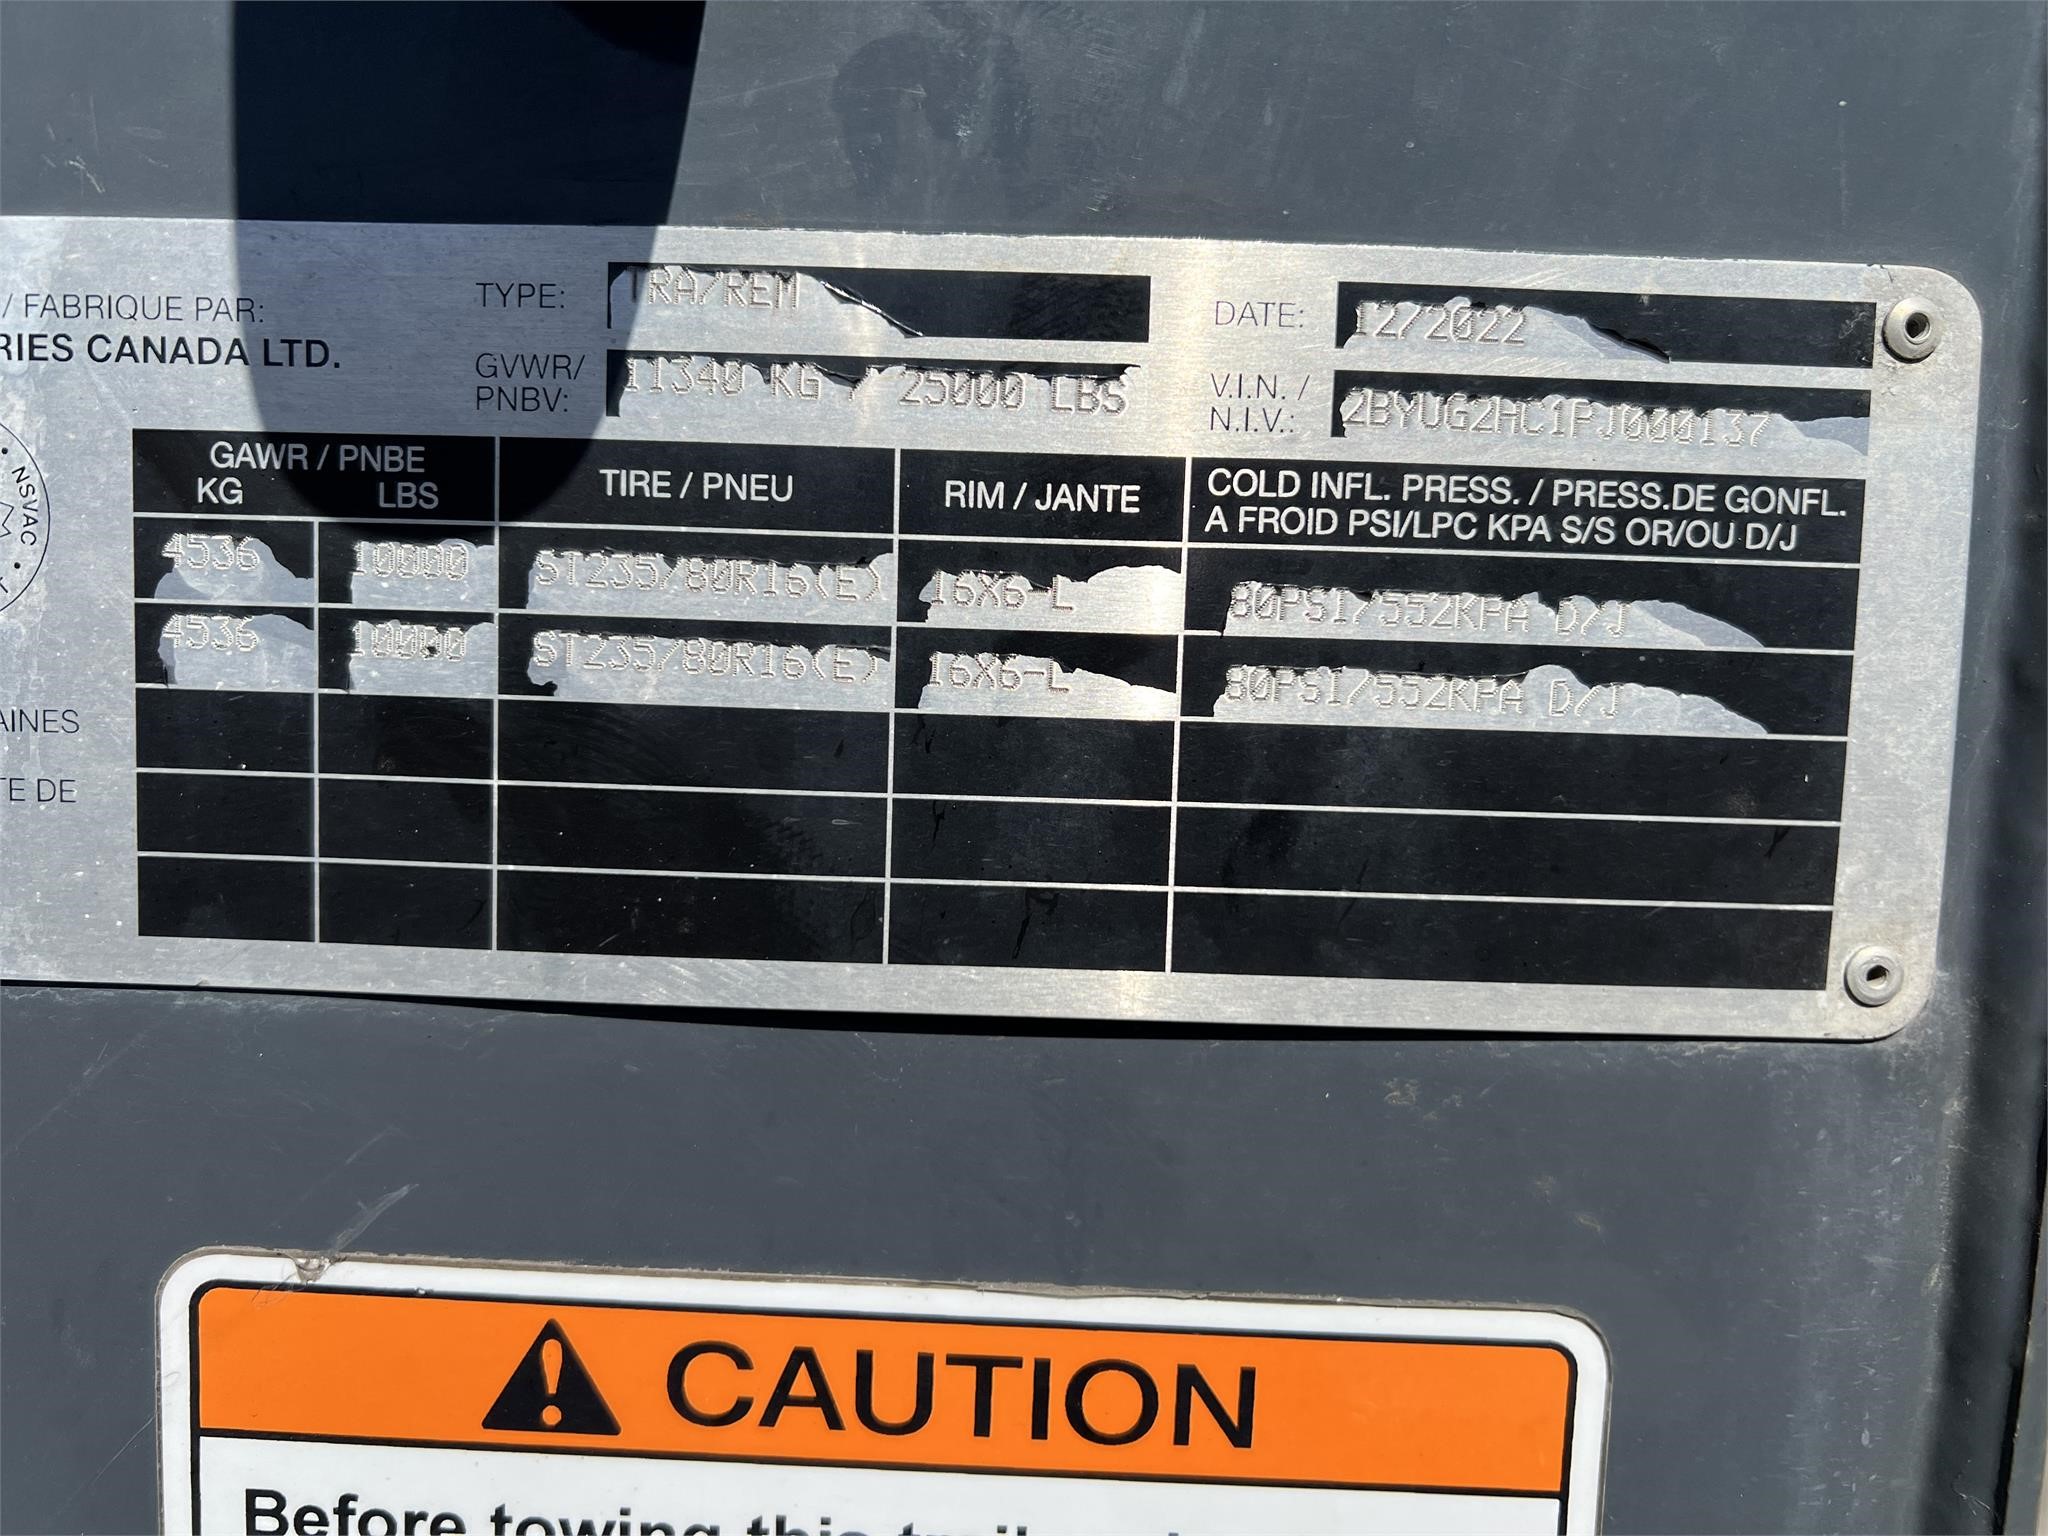 / FABRIQUE PAR:
RIES CANADA LTD.
TYPE: TRA/REM
DATE: 12/2022
GVWR/
PNBV: 11340 KG / 25000 LBS
V.I.N. /
N.I.V.: 2BYUG2HC1PJ000137
NSVAC
GAWR / PNBE
KG LBS
TIRE / PNEU
RIM / JANTE
COLD INFL. PRESS. / PRESS.DE GONFL.
A FROID PSI/LPC KPA S/S OR/OU D/J
4536 10000 ST235/80R16(E) 16X6-L 80PSI/552KPA D/J
4536 10000 ST235/80R16(E) 16X6-L 80PSI/552KPA D/J
AINES
TE DE
CAUTION
Before towing this